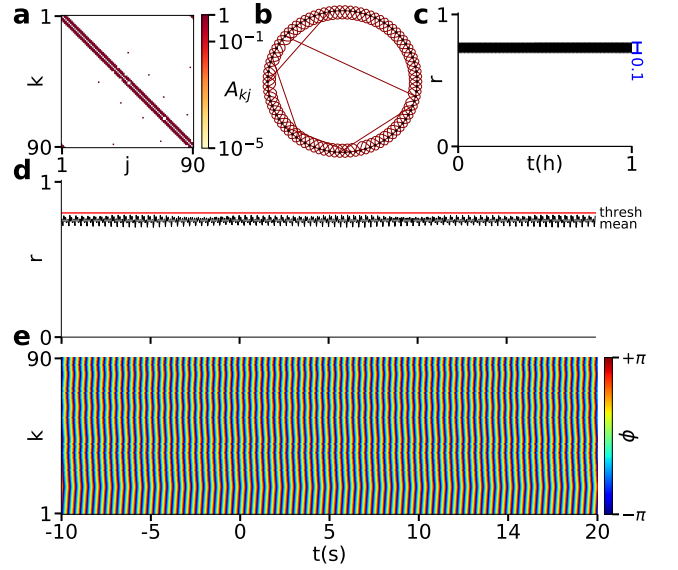 a
k
1
90
1
j
90
1
10⁻¹
A_kj
10⁻⁵
b
c
1
r
0
0
t(h)
1
0.1
d
1
r
0
thresh
mean
e
90
k
1
-10
-5
0
5
10
14
20
t(s)
+π
ϕ
−π